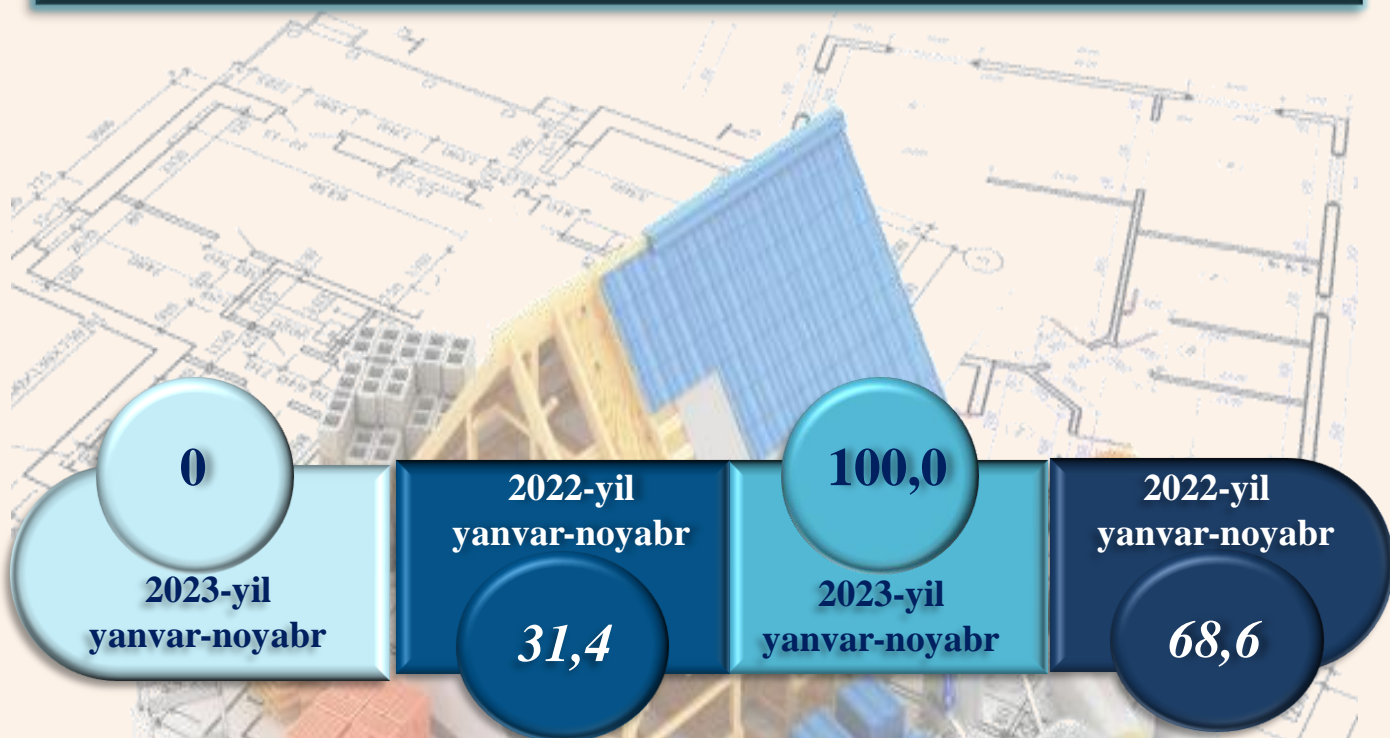 0
2023-yil
yanvar-noyabr
2022-yil
yanvar-noyabr
31,4
100,0
2023-yil
yanvar-noyabr
2022-yil
yanvar-noyabr
68,6